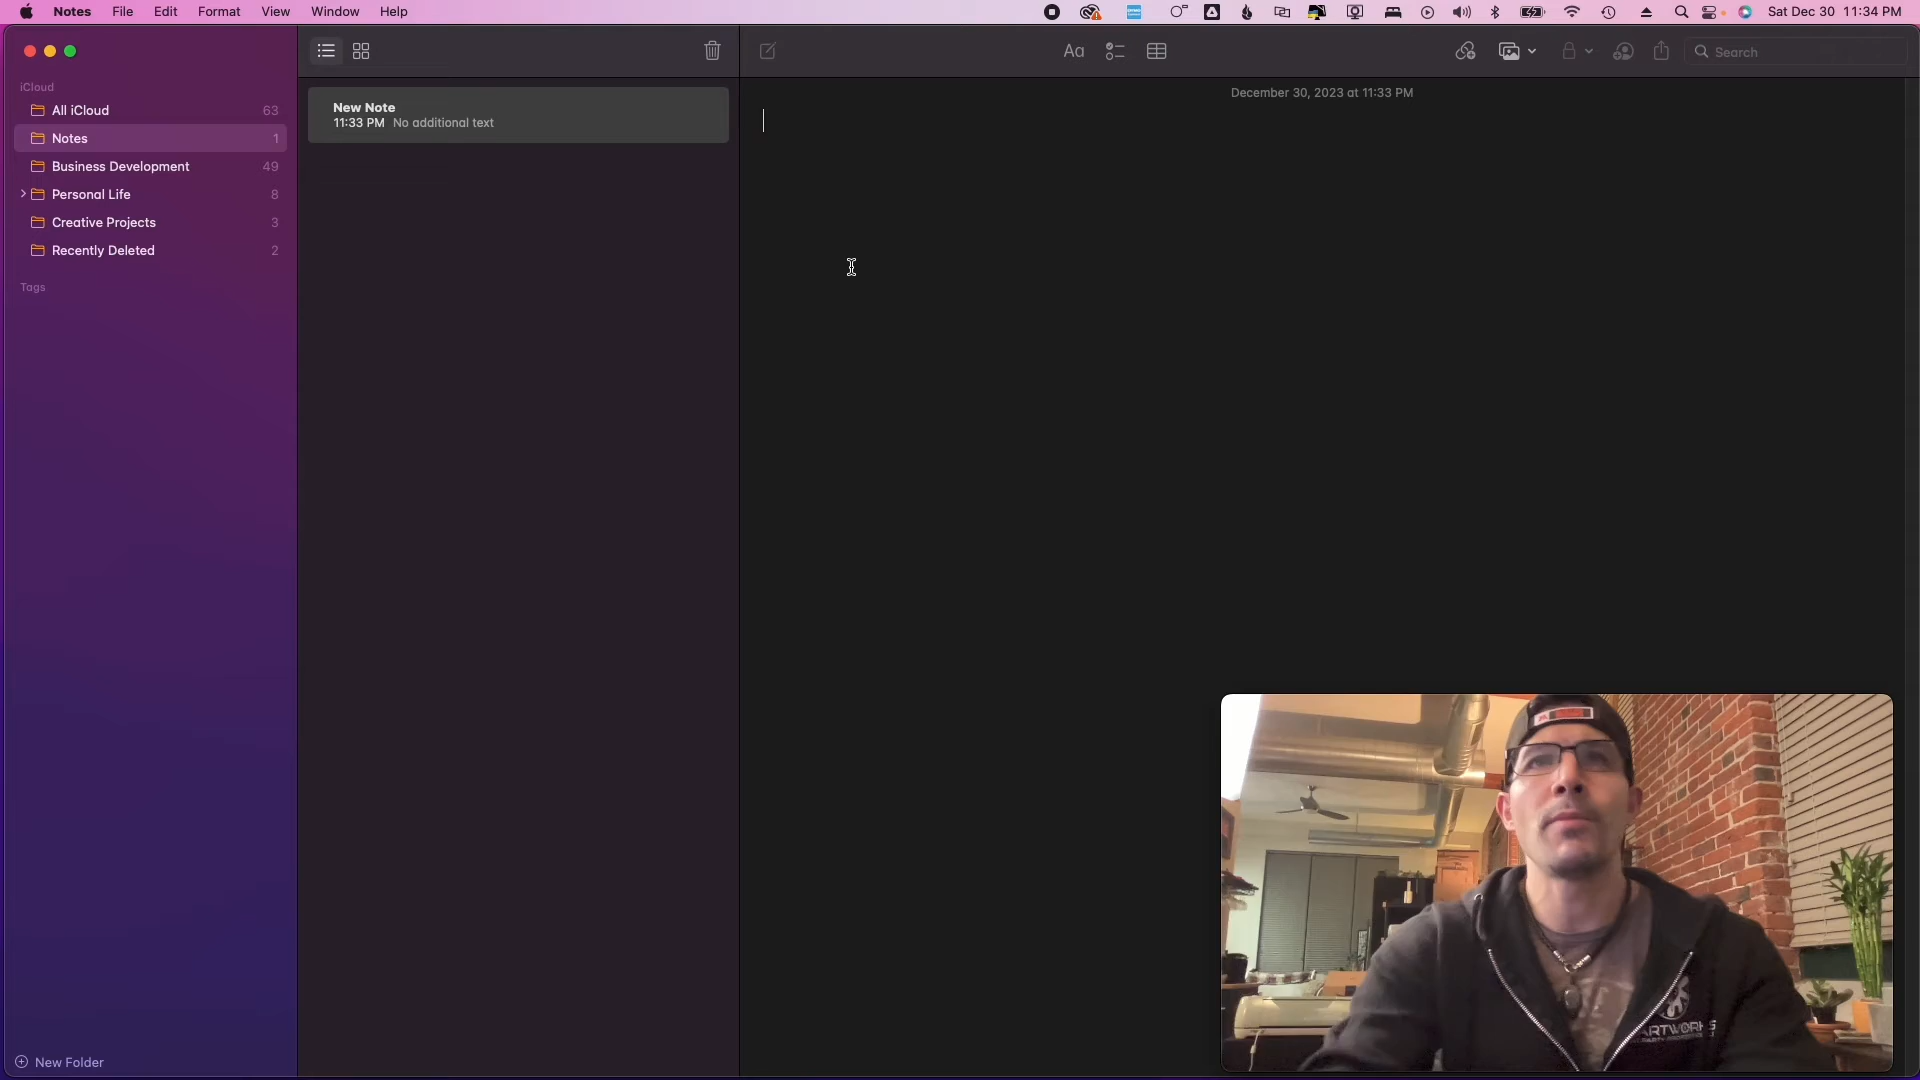 Notes File Edit Format View Window Help Sat Dec 30 11:34 PM
Aa Search
iCloud
All iCloud 63
Notes 1
Business Development 49
Personal Life 8
Creative Projects 3
Recently Deleted 2
Tags
New Folder
New Note
11:33 PM No additional text
December 30, 2023 at 11:33 PM
ARTWORKS